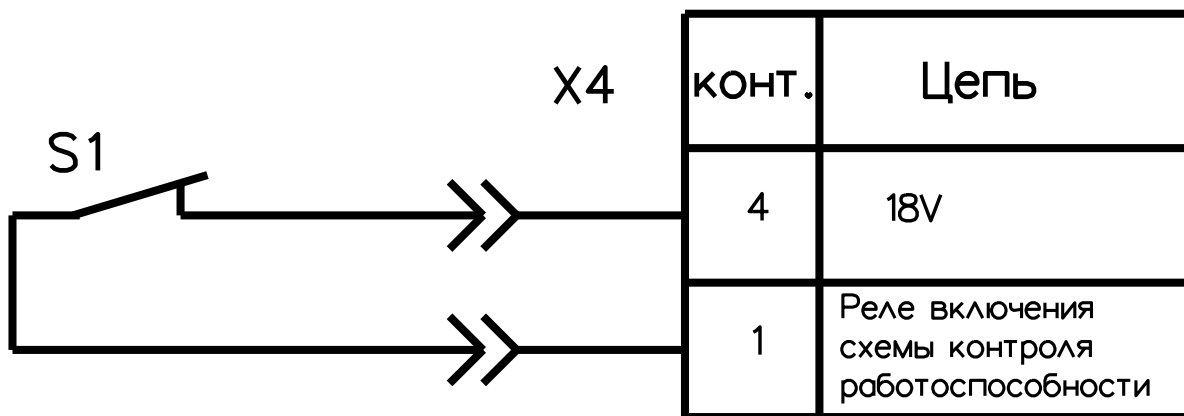 X4
конт.
Цепь
S1
4
18V
1
Реле включения
схемы контроля
работоспособности